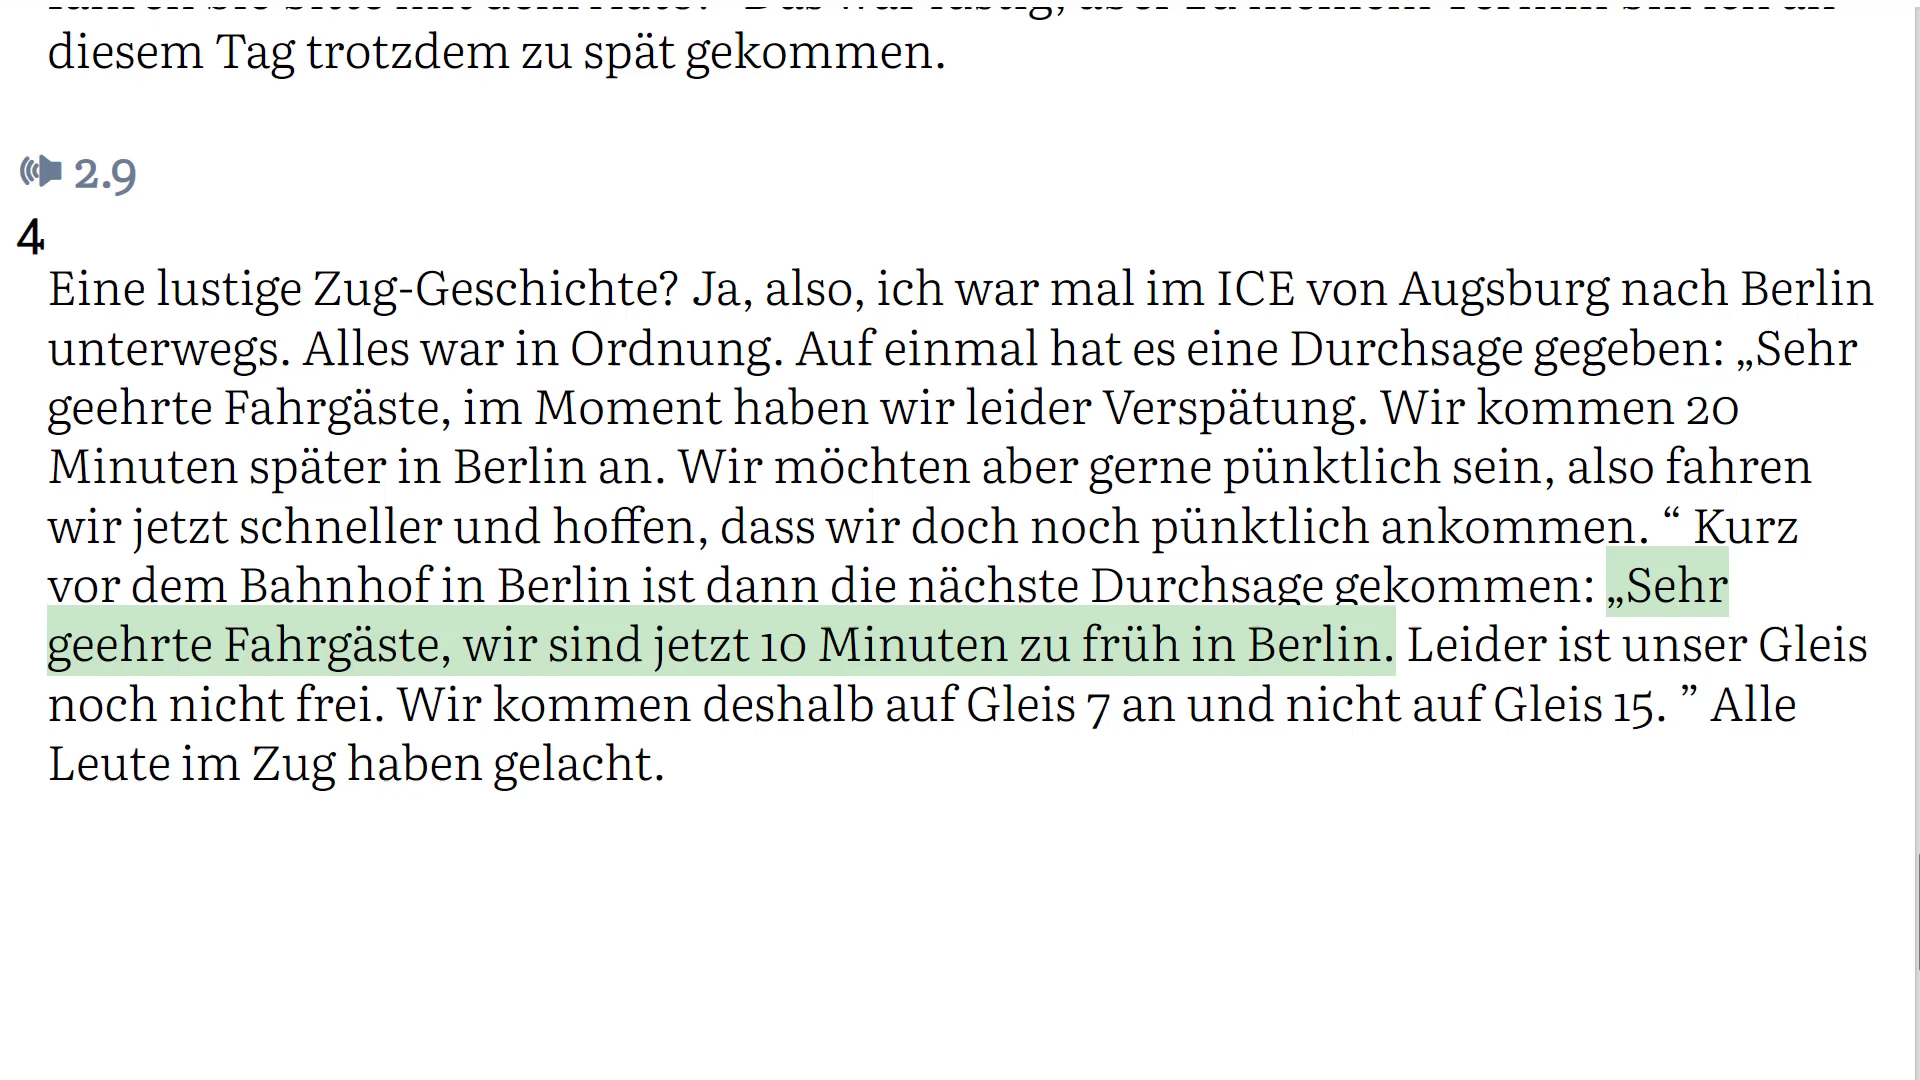 diesem Tag trotzdem zu spät gekommen.
2.9
4
Eine lustige Zug-Geschichte? Ja, also, ich war mal im ICE von Augsburg nach Berlin
unterwegs. Alles war in Ordnung. Auf einmal hat es eine Durchsage gegeben: „Sehr
geehrte Fahrgäste, im Moment haben wir leider Verspätung. Wir kommen 20
Minuten später in Berlin an. Wir möchten aber gerne pünktlich sein, also fahren
wir jetzt schneller und hoffen, dass wir doch noch pünktlich ankommen. “ Kurz
vor dem Bahnhof in Berlin ist dann die nächste Durchsage gekommen: „Sehr
geehrte Fahrgäste, wir sind jetzt 10 Minuten zu früh in Berlin. Leider ist unser Gleis
noch nicht frei. Wir kommen deshalb auf Gleis 7 an und nicht auf Gleis 15. ” Alle
Leute im Zug haben gelacht.